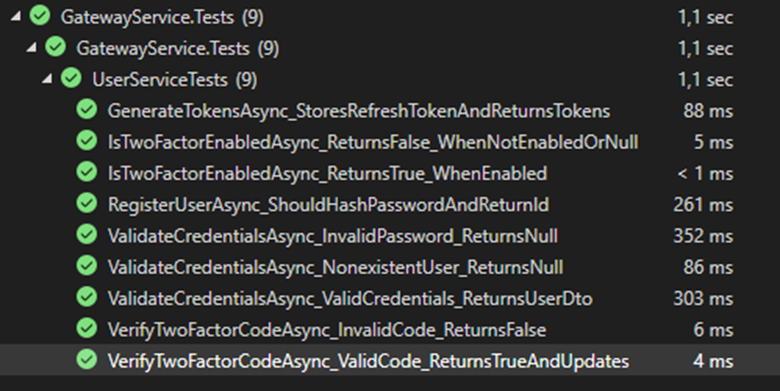 GatewayService.Tests (9) 1,1 sec
GatewayService.Tests (9) 1,1 sec
UserServiceTests (9) 1,1 sec
GenerateTokensAsync_StoresRefreshTokenAndReturnsTokens 88 ms
IsTwoFactorEnabledAsync_ReturnsFalse_WhenNotEnabledOrNull 5 ms
IsTwoFactorEnabledAsync_ReturnsTrue_WhenEnabled < 1 ms
RegisterUserAsync_ShouldHashPasswordAndReturnId 261 ms
ValidateCredentialsAsync_InvalidPassword_ReturnsNull 352 ms
ValidateCredentialsAsync_NonexistentUser_ReturnsNull 86 ms
ValidateCredentialsAsync_ValidCredentials_ReturnsUserDto 303 ms
VerifyTwoFactorCodeAsync_InvalidCode_ReturnsFalse 6 ms
VerifyTwoFactorCodeAsync_ValidCode_ReturnsTrueAndUpdates 4 ms